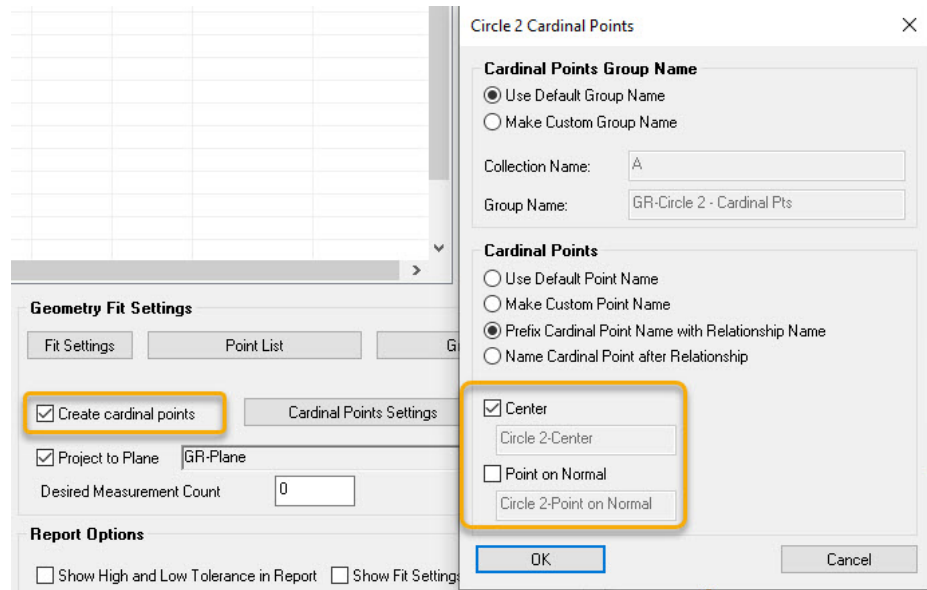 Geometry Fit Settings
Fit Settings
Point List
Create cardinal points
Cardinal Points Settings
Project to Plane
GR-Plane
Desired Measurement Count
0
Report Options
Show High and Low Tolerance in Report
Show Fit Settings
Circle 2 Cardinal Points
Cardinal Points Group Name
Use Default Group Name
Make Custom Group Name
Collection Name:
A
Group Name:
GR-Circle 2 - Cardinal Pts
Cardinal Points
Use Default Point Name
Make Custom Point Name
Prefix Cardinal Point Name with Relationship Name
Name Cardinal Point after Relationship
Center
Circle 2-Center
Point on Normal
Circle 2-Point on Normal
OK
Cancel